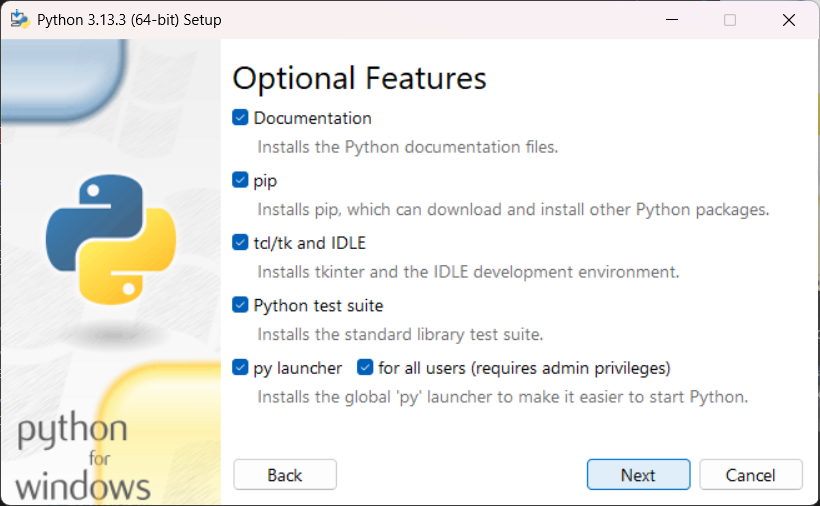 Python 3.13.3 (64-bit) Setup
Optional Features
Documentation
Installs the Python documentation files.
pip
Installs pip, which can download and install other Python packages.
tcl/tk and IDLE
Installs tkinter and the IDLE development environment.
Python test suite
Installs the standard library test suite.
py launcher for all users (requires admin privileges)
Installs the global 'py' launcher to make it easier to start Python.
python
for
windows
Back Next Cancel